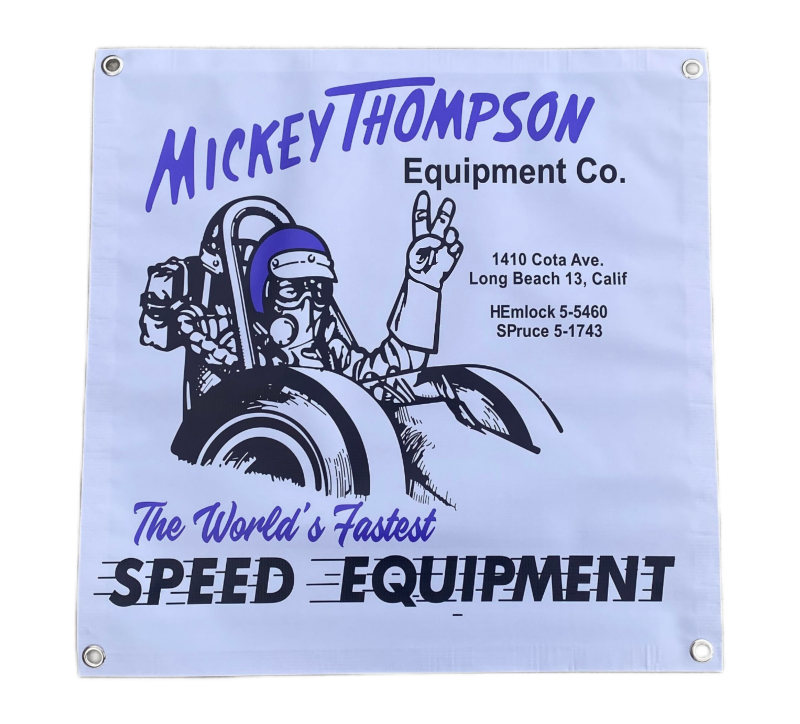 MICKEY THOMPSON
Equipment Co.
1410 Cota Ave.
Long Beach 13, Calif
HEmlock 5-5460
SPruce 5-1743
The World's Fastest
SPEED EQUIPMENT